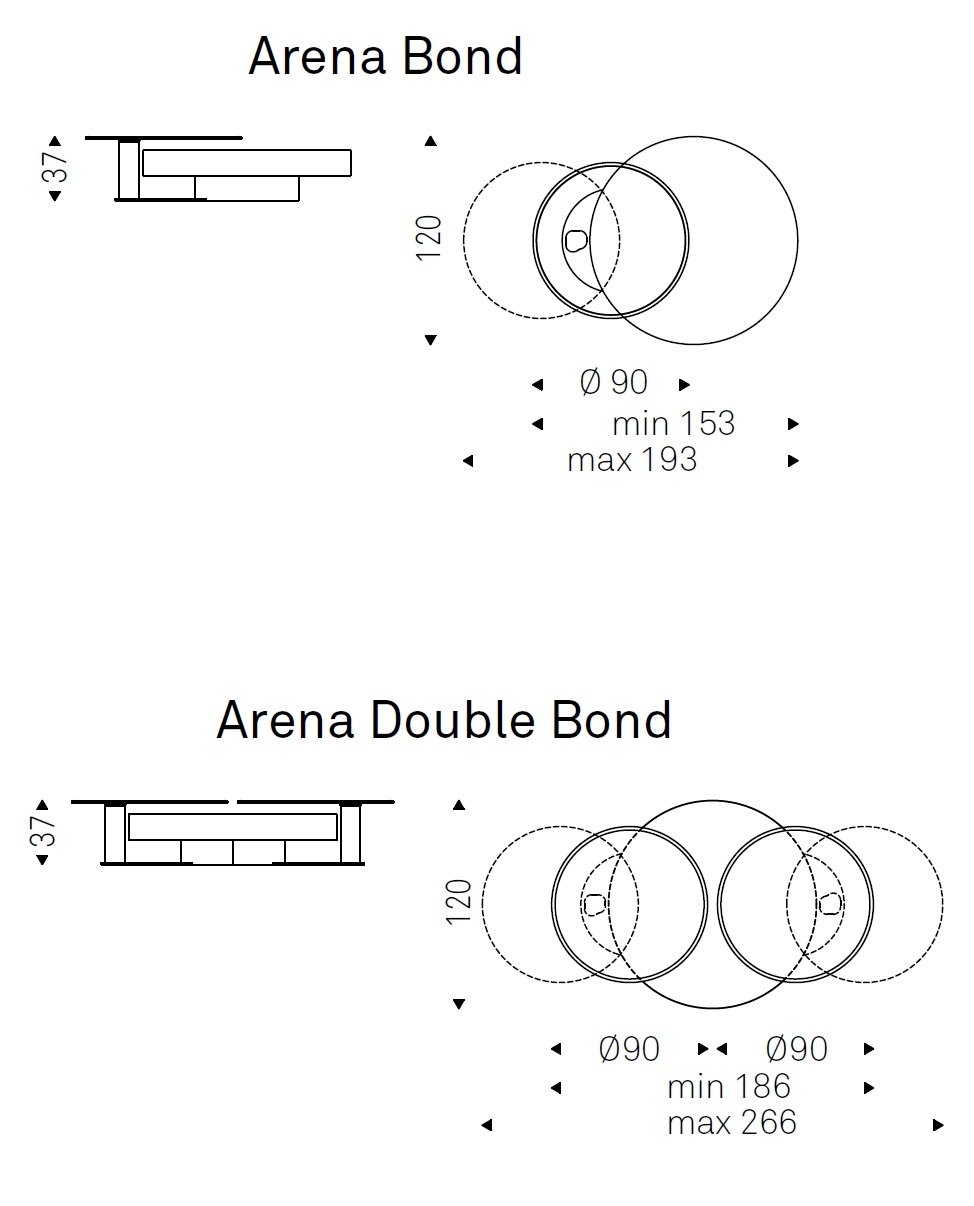 Arena Bond
37
120
Ø 90
min 153
max 193
Arena Double Bond
37
120
Ø90 Ø90
min 186
max 266